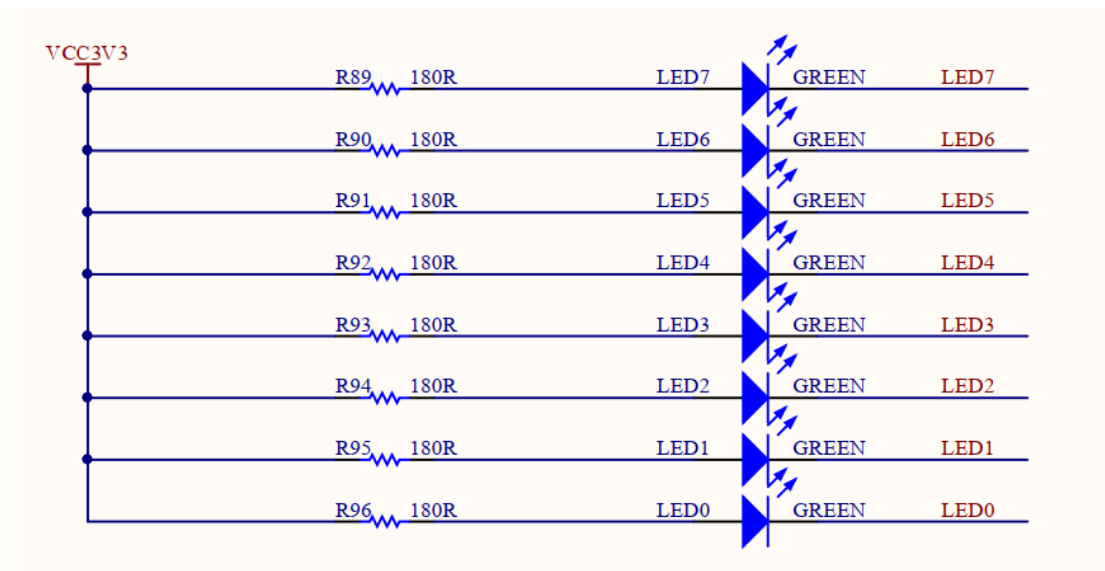 VCC3V3
R89 180R LED7 GREEN LED7
R90 180R LED6 GREEN LED6
R91 180R LED5 GREEN LED5
R92 180R LED4 GREEN LED4
R93 180R LED3 GREEN LED3
R94 180R LED2 GREEN LED2
R95 180R LED1 GREEN LED1
R96 180R LED0 GREEN LED0